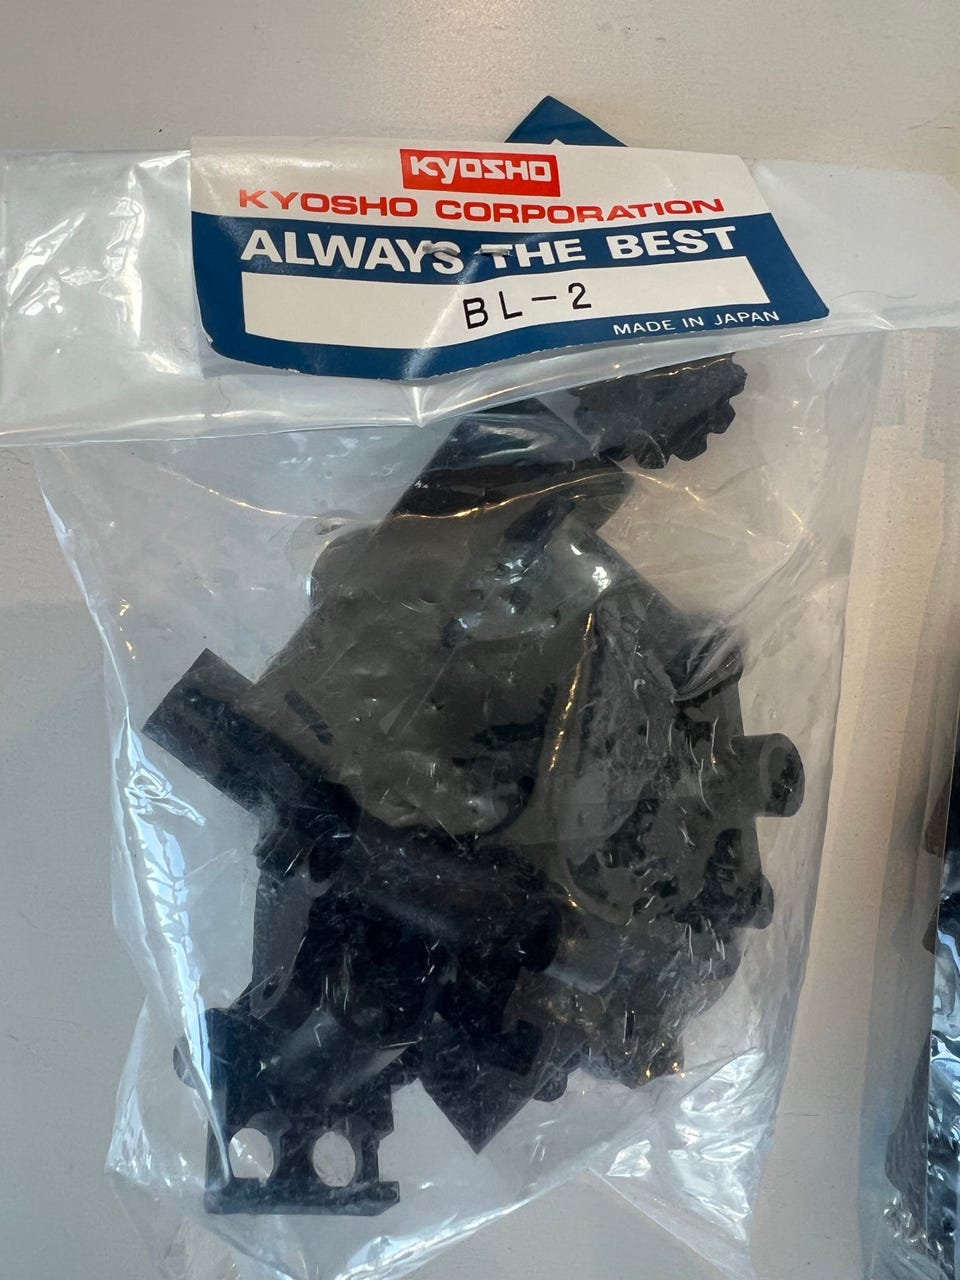 KYOSHO
KYOSHO CORPORATION
ALWAYS THE BEST
BL-2
MADE IN JAPAN